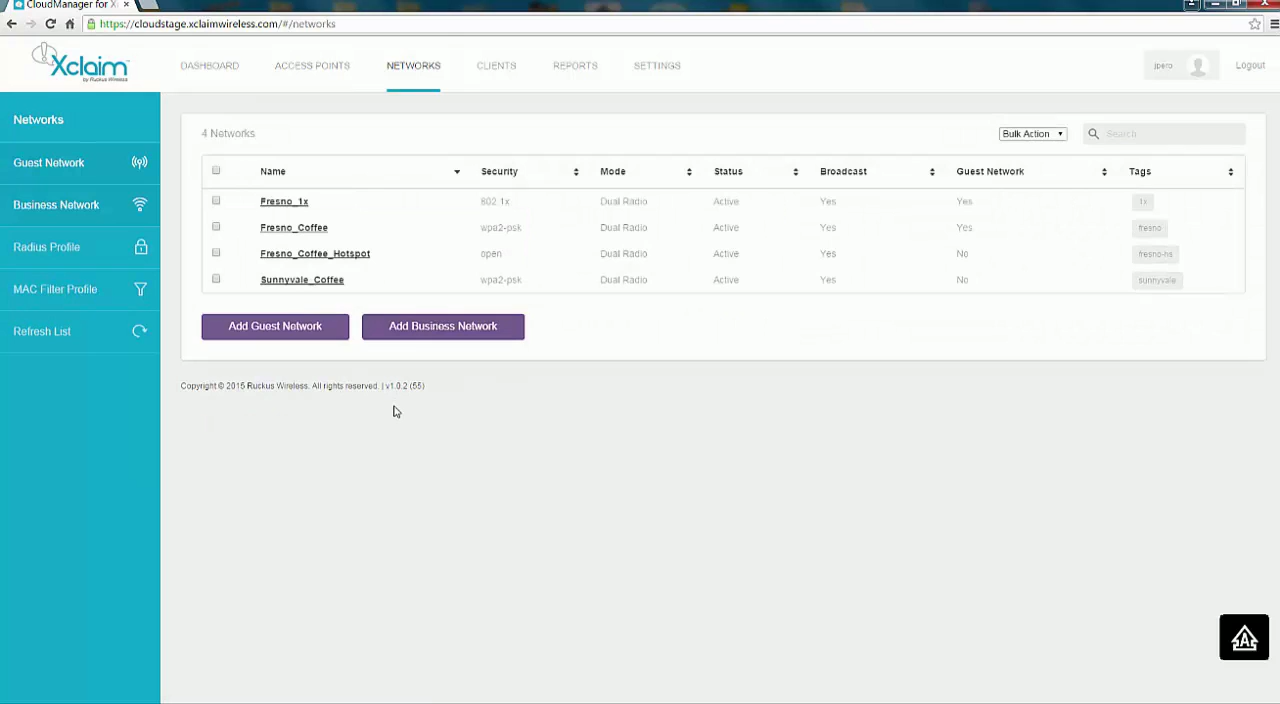 CloudManager for X
https://cloudstage.xclaimwireless.com/#/networks
Xclaim
by Ruckus Wireless
DASHBOARD
ACCESS POINTS
NETWORKS
CLIENTS
REPORTS
SETTINGS
jpero
Logout
Networks
Guest Network
Business Network
Radius Profile
MAC Filter Profile
Refresh List
4 Networks
Bulk Action
Search
Name Security Mode Status Broadcast Guest Network Tags
Fresno_1x 802.1x Dual Radio Active Yes Yes 1x
Fresno_Coffee wpa2-psk Dual Radio Active Yes Yes fresno
Fresno_Coffee_Hotspot open Dual Radio Active Yes No fresno-hs
Sunnyvale_Coffee wpa2-psk Dual Radio Active Yes No sunnyvale
Add Guest Network
Add Business Network
Copyright © 2015 Ruckus Wireless. All rights reserved. | v1.0.2 (55)
A